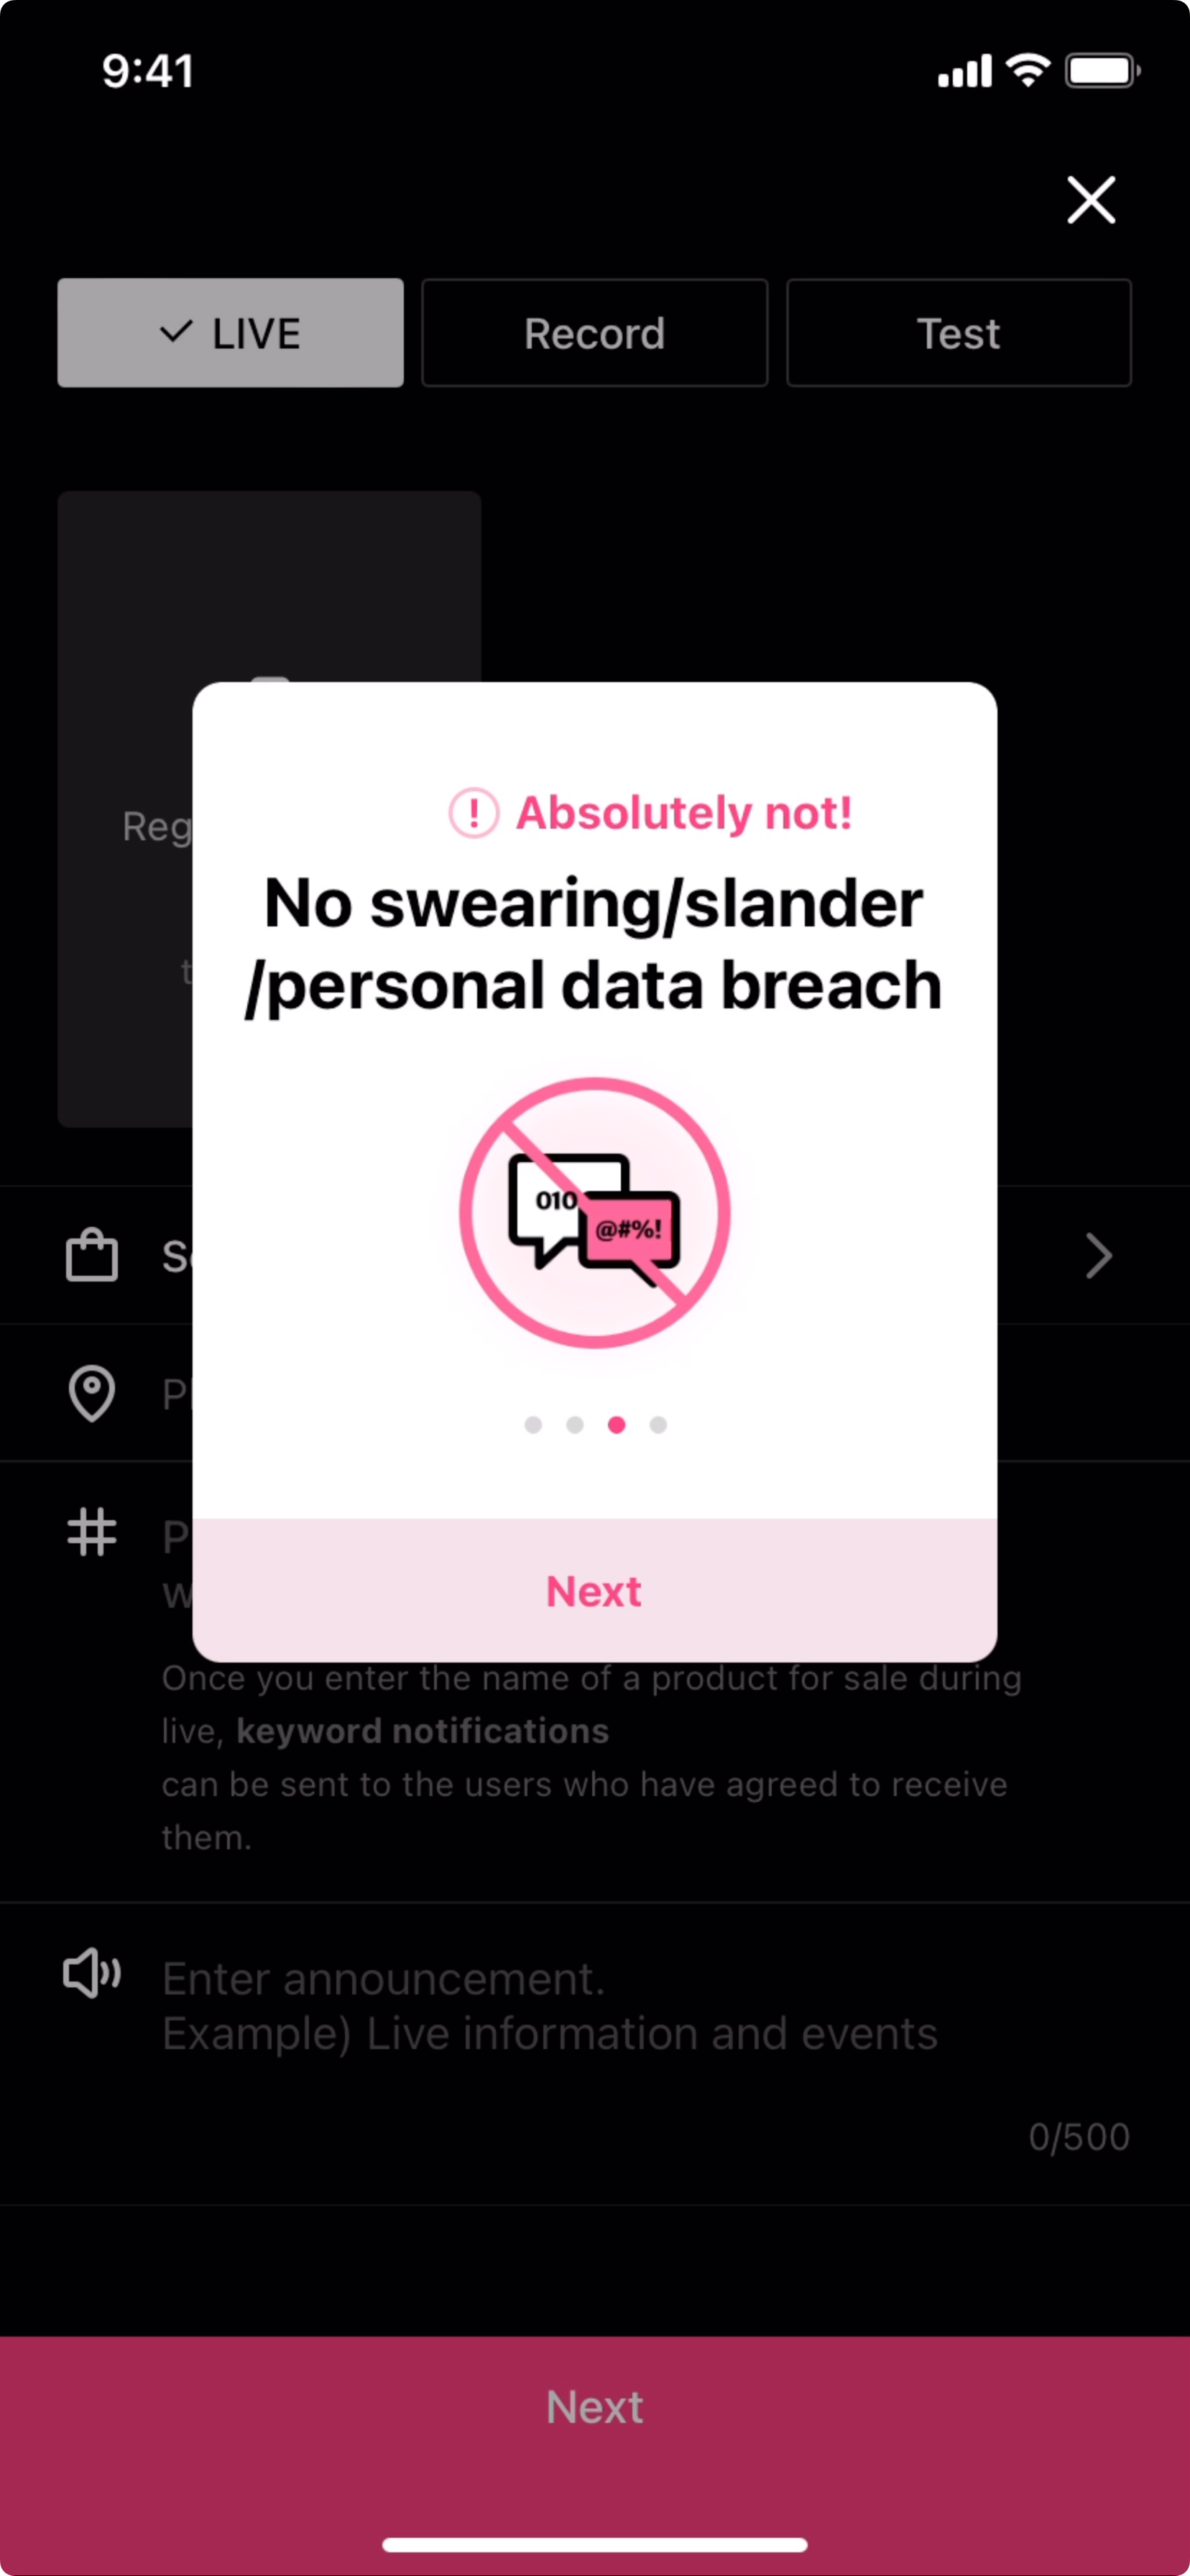 9:41
LIVE
Record
Test
! Absolutely not!
No swearing/slander
/personal data breach
010
@#%!
Next
Once you enter the name of a product for sale during
live, keyword notifications
can be sent to the users who have agreed to receive
them.
Enter announcement.
Example) Live information and events
0/500
Next